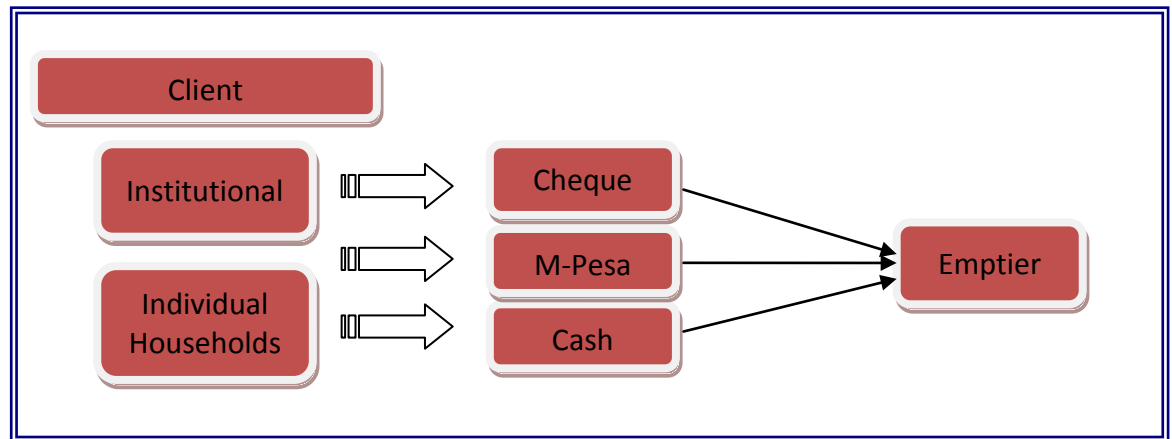 Client
Institutional
Individual
Households
Cheque
M-Pesa
Cash
Emptier